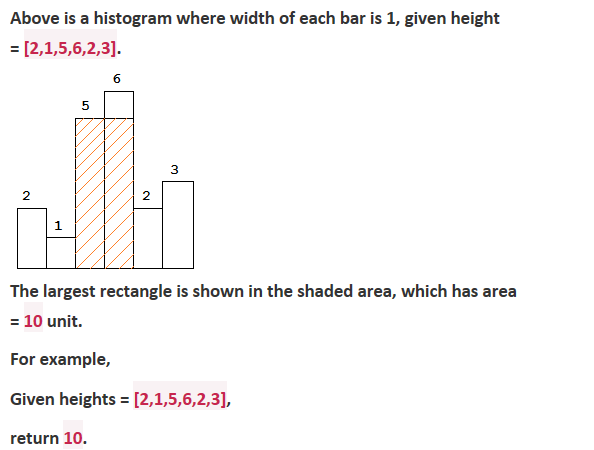 Above is a histogram where width of each bar is 1, given height
= [2,1,5,6,2,3].
6
5
3
2
2
1
The largest rectangle is shown in the shaded area, which has area
= 10 unit.
For example,
Given heights = [2,1,5,6,2,3],
return 10.